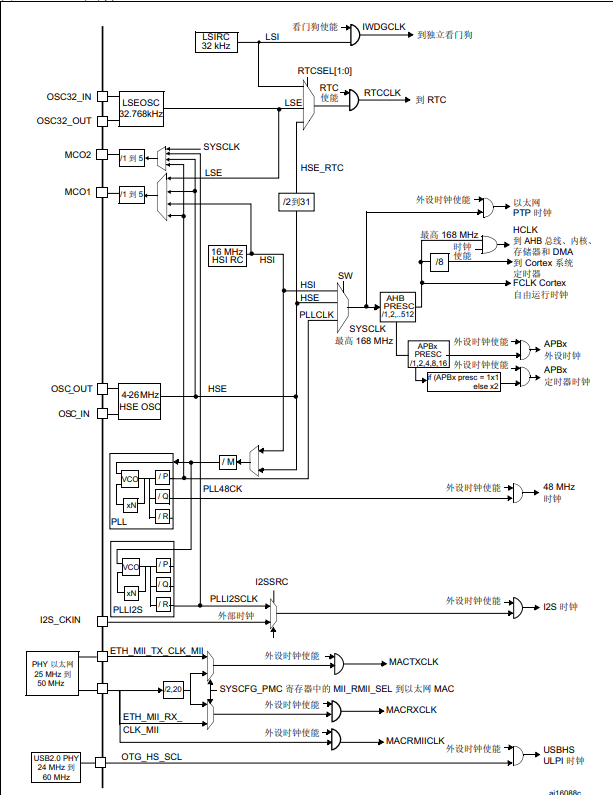 看门狗使能
IWDGCLK
到独立看门狗
LSIRC
32 kHz
LSI
RTCSEL[1:0]
OSC32_IN
OSC32_OUT
LSEOSC
32.768kHz
LSE
RTC
使能
RTCCLK
到 RTC
MCO2
/1 到 5
SYSCLK
LSE
MCO1
/1 到 5
HSE_RTC
/2到31
外设时钟使能
以太网
PTP 时钟
16 MHz
HSI RC
HSI
最高 168 MHz
时钟
使能
HCLK
到 AHB 总线、内核、
存储器和 DMA
/8
到 Cortex 系统
定时器
FCLK Cortex
自由运行时钟
SW
HSI
HSE
PLLCLK
SYSCLK
最高 168 MHz
AHB
PRESC
/1,2,..512
APBx
PRESC
/1,2,4,8,16
外设时钟使能
APBx
外设时钟
外设时钟使能
if (APBx presc = 1x1
else x2
APBx
定时器时钟
OSC_OUT
OSC_IN
4-26MHz
HSE OSC
HSE
/ M
VCO
xN
/ P
/ Q
/ R
PLL
PLL48CK
外设时钟使能
48 MHz
时钟
VCO
xN
/ P
/ Q
/ R
PLLI2S
I2SSRC
PLLI2SCLK
外部时钟
I2S_CKIN
外设时钟使能
I2S 时钟
PHY 以太网
25 MHz 到
50 MHz
ETH_MII_TX_CLK_MII
外设时钟使能
MACTXCLK
/2,20
SYSCFG_PMC 寄存器中的 MII_RMII_SEL 到以太网 MAC
ETH_MII_RX_
CLK_MII
外设时钟使能
MACRXCLK
外设时钟使能
MACRMIICLK
USB2.0 PHY
24 MHz 到
60 MHz
OTG_HS_SCL
外设时钟使能
USBHS
ULPI 时钟
ai16088c